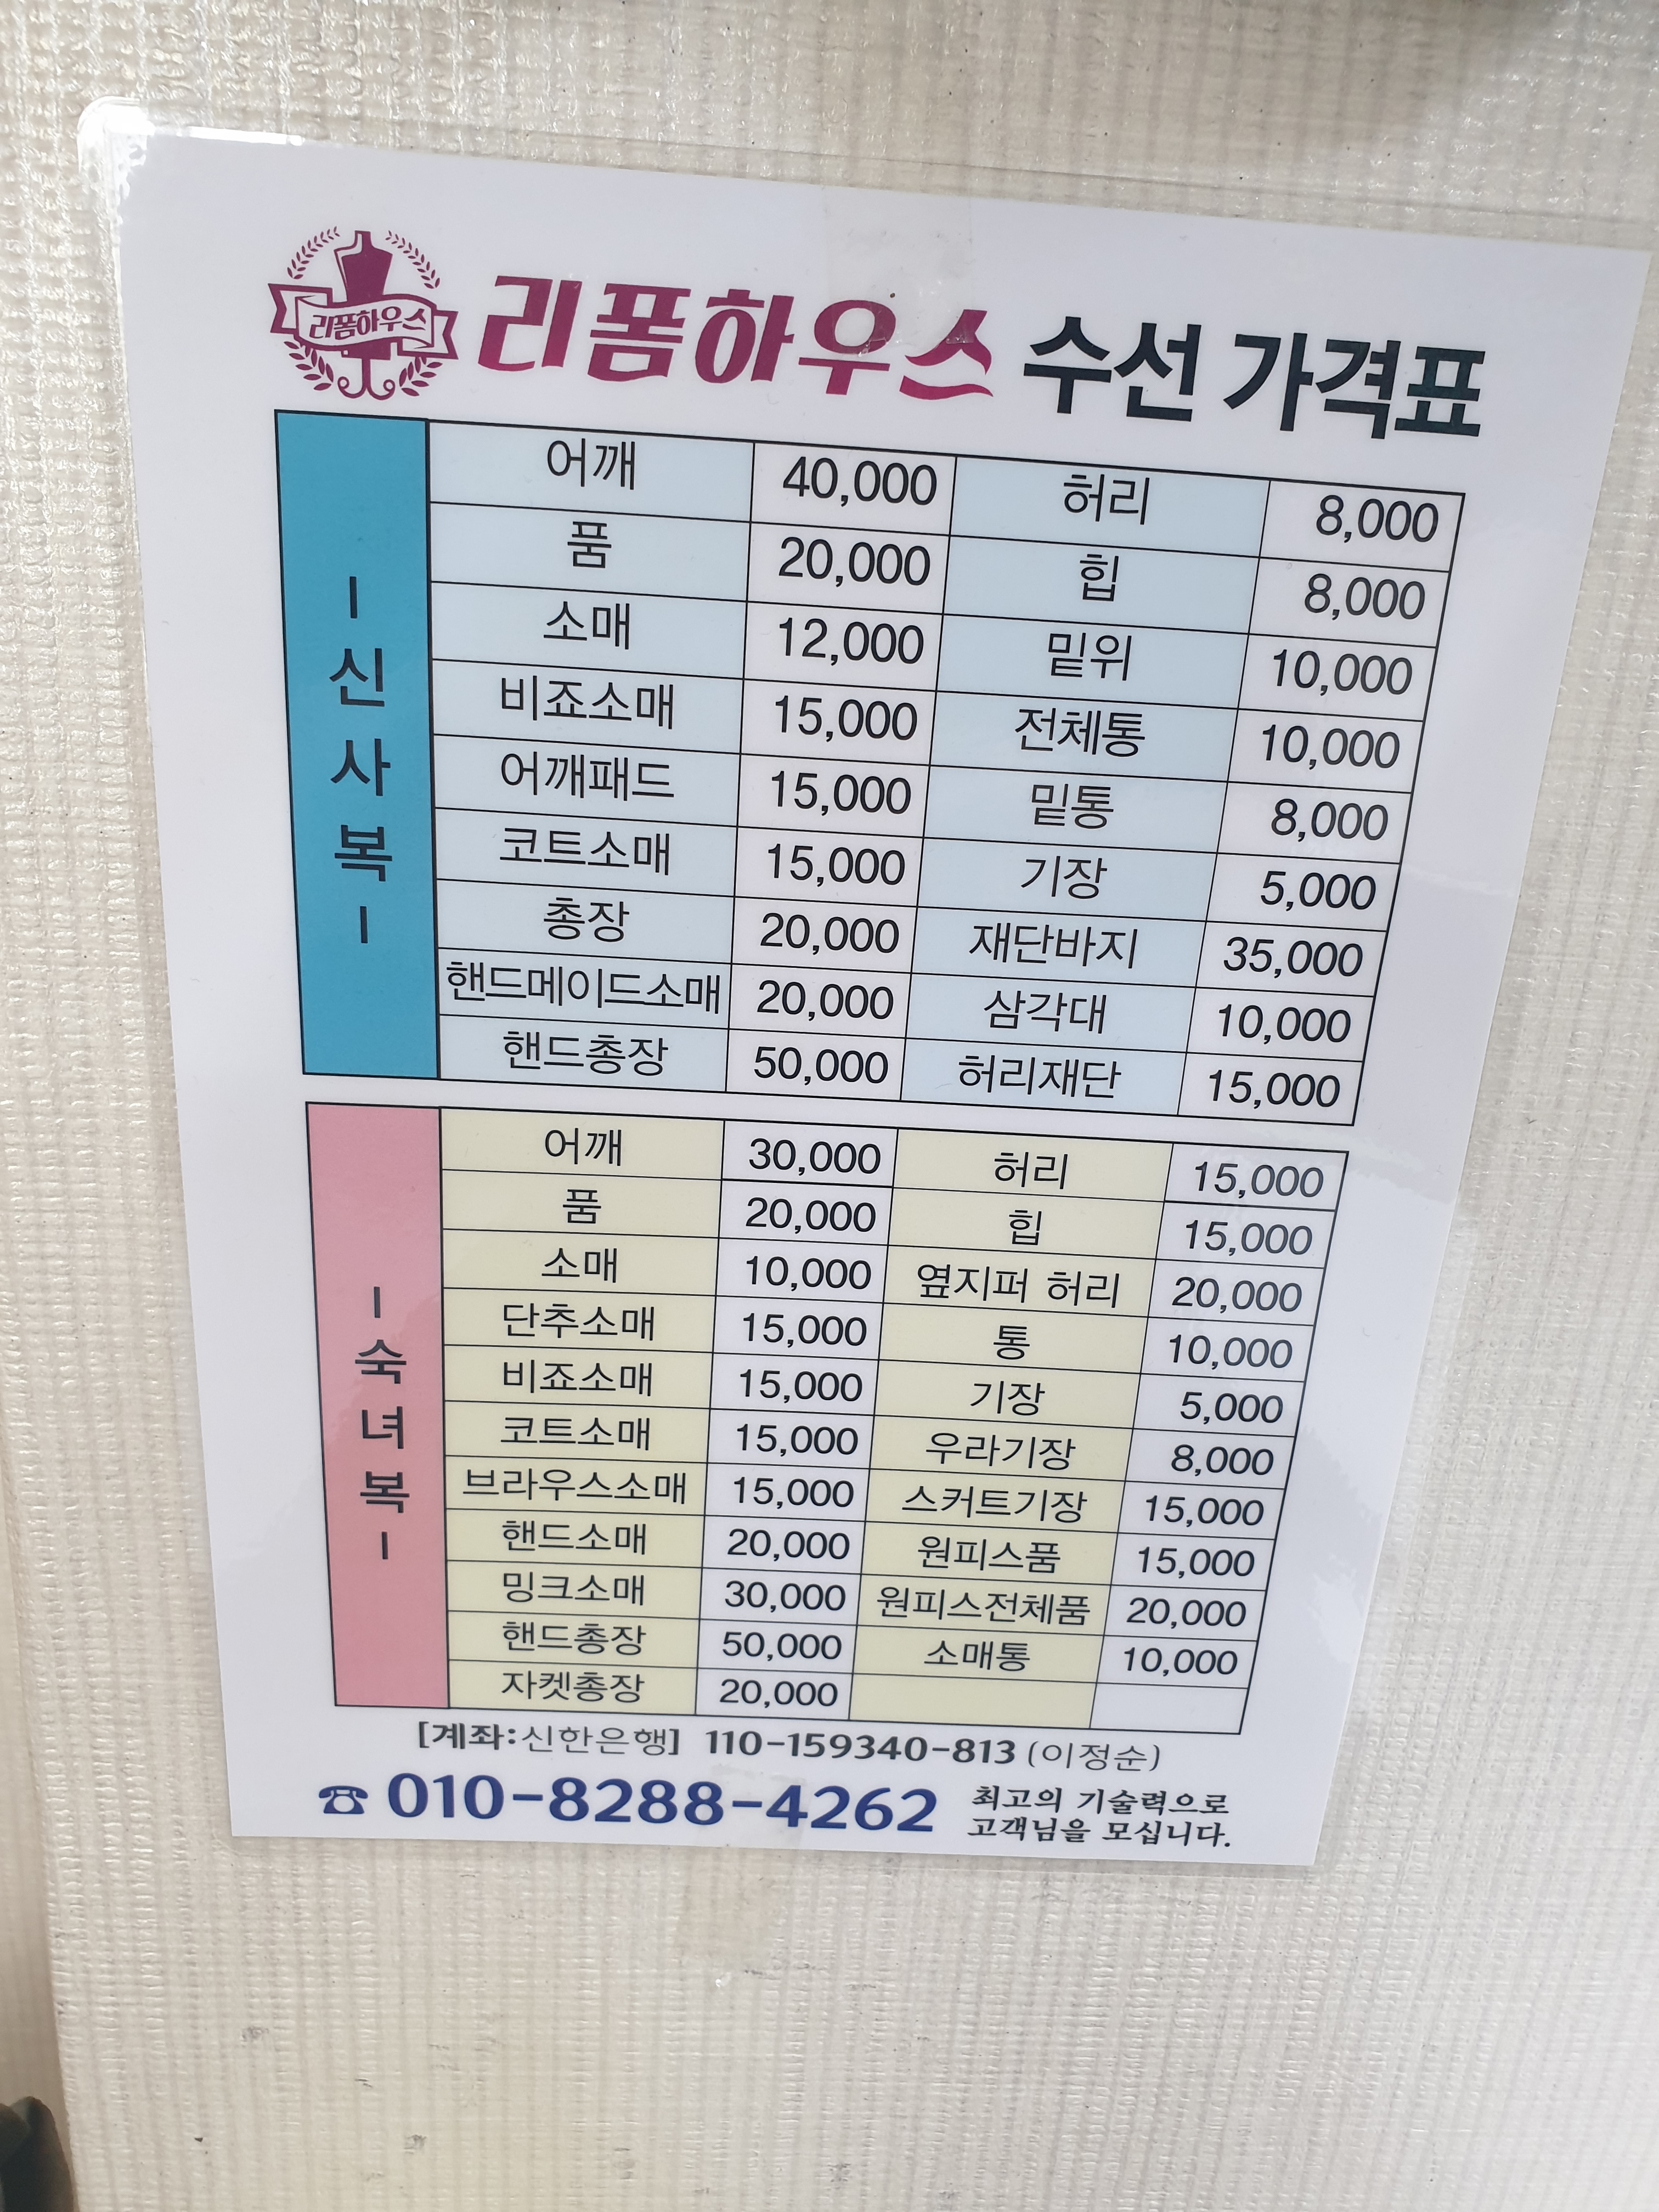 리폼하우스
리폼하우스 수선 가격표
-신사복-
어깨 40,000 허리 8,000
품 20,000 힙 8,000
소매 12,000 밑위 10,000
비죠소매 15,000 전체통 10,000
어깨패드 15,000 밑통 8,000
코트소매 15,000 기장 5,000
총장 20,000 재단바지 35,000
핸드메이드소매 20,000 삼각대 10,000
핸드총장 50,000 허리재단 15,000
-숙녀복-
어깨 30,000 허리 15,000
품 20,000 힙 15,000
소매 10,000 옆지퍼 허리 20,000
단추소매 15,000 통 10,000
비죠소매 15,000 기장 5,000
코트소매 15,000 우라기장 8,000
브라우스소매 15,000 스커트기장 15,000
핸드소매 20,000 원피스품 15,000
밍크소매 30,000 원피스전체품 20,000
핸드총장 50,000 소매통 10,000
자켓총장 20,000
[계좌:신한은행] 110-159340-813 (이정순)
☎ 010-8288-4262
최고의 기술력으로
고객님을 모십니다.